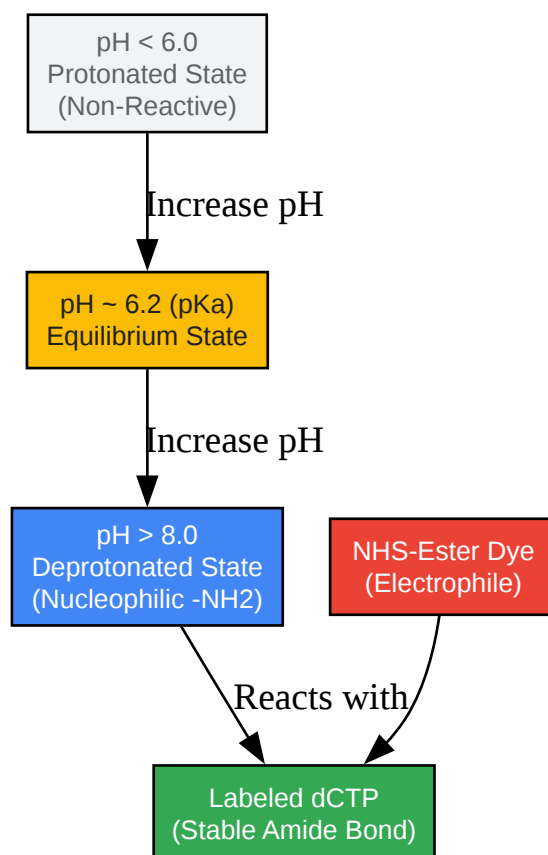 pH < 6.0
Protonated State
(Non-Reactive)
Increase pH
pH ~ 6.2 (pKa)
Equilibrium State
Increase pH
pH > 8.0
Deprotonated State
(Nucleophilic -NH2)
NHS-Ester Dye
(Electrophile)
Reacts with
Labeled dCTP
(Stable Amide Bond)